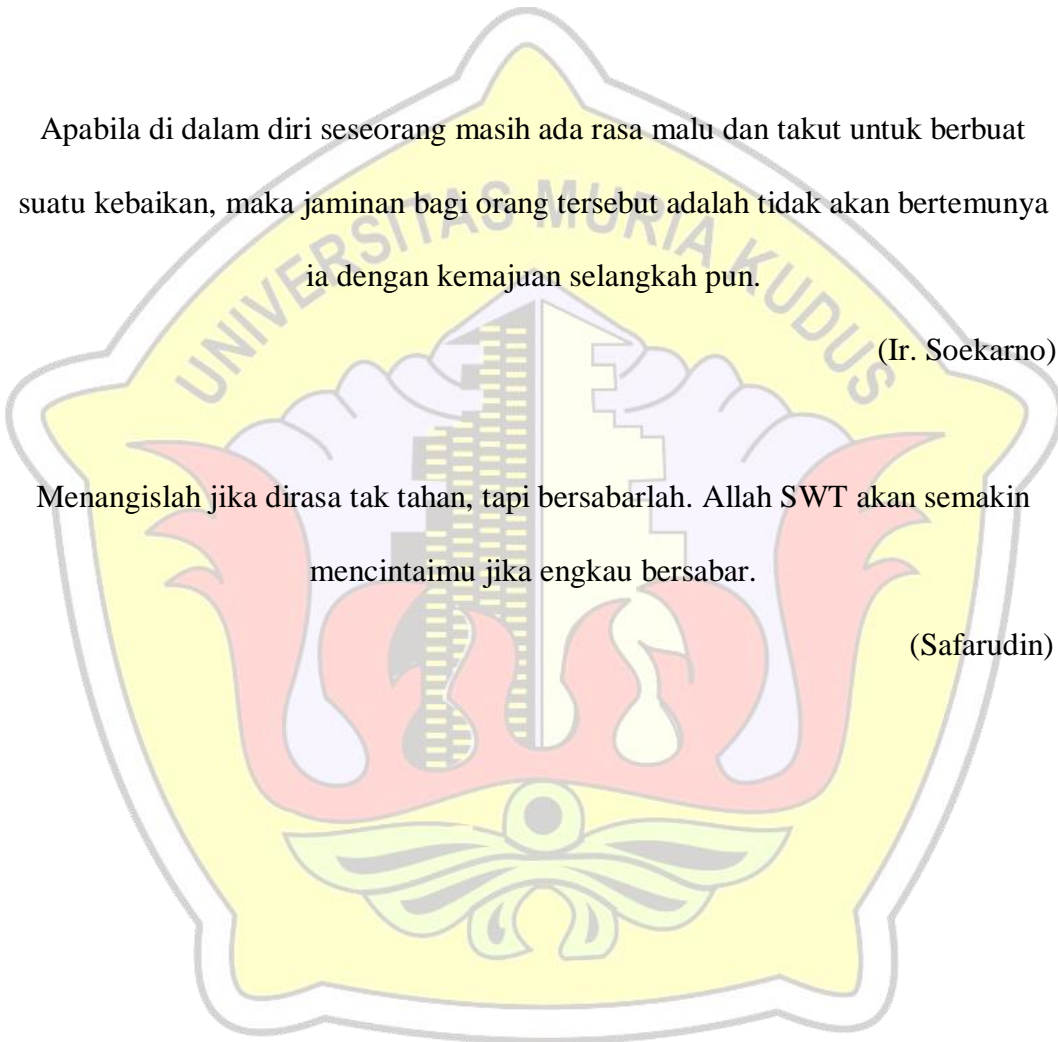 Apabila di dalam diri seseorang masih ada rasa malu dan takut untuk berbuat
suatu kebaikan, maka jaminan bagi orang tersebut adalah tidak akan bertemunya
UNIVERSITAS MURIA KUDUS
ia dengan kemajuan selangkah pun.
(Ir. Soekarno)
Menangislah jika dirasa tak tahan, tapi bersabarlah. Allah SWT akan semakin
mencintaimu jika engkau bersabar.
(Safarudin)